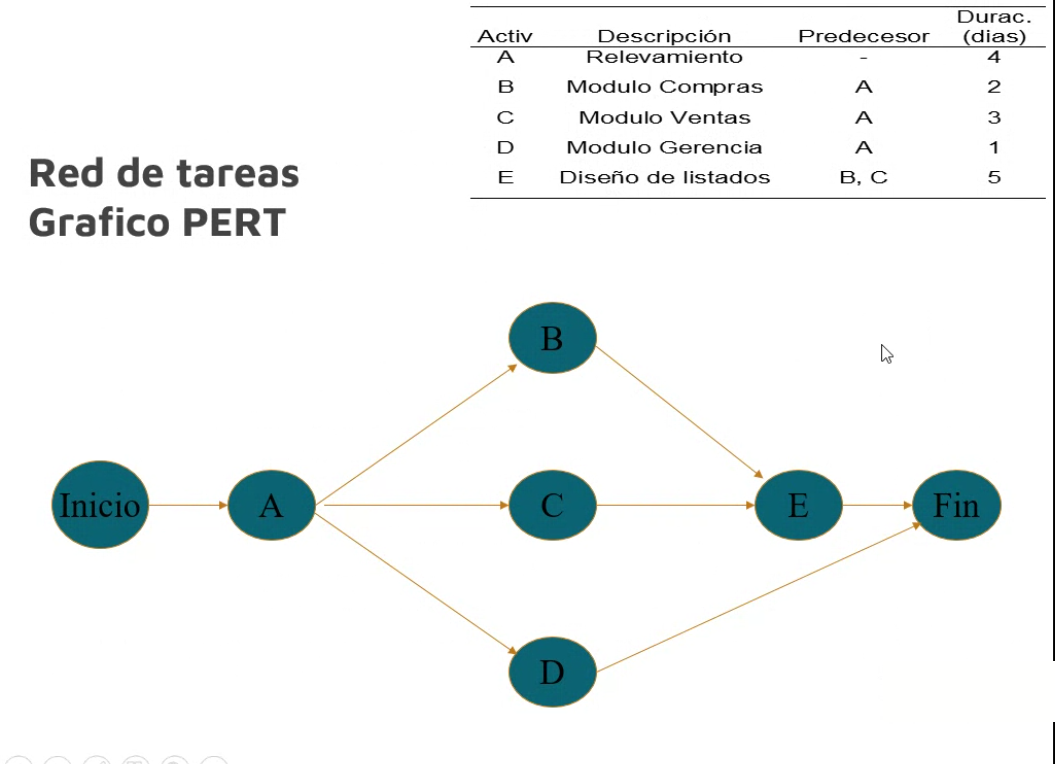 Durac.
Activ Descripción Predecesor (dias)
A Relevamiento - 4
B Modulo Compras A 2
C Modulo Ventas A 3
D Modulo Gerencia A 1
E Diseño de listados B, C 5
Red de tareas
Grafico PERT
B
Inicio A C E Fin
D